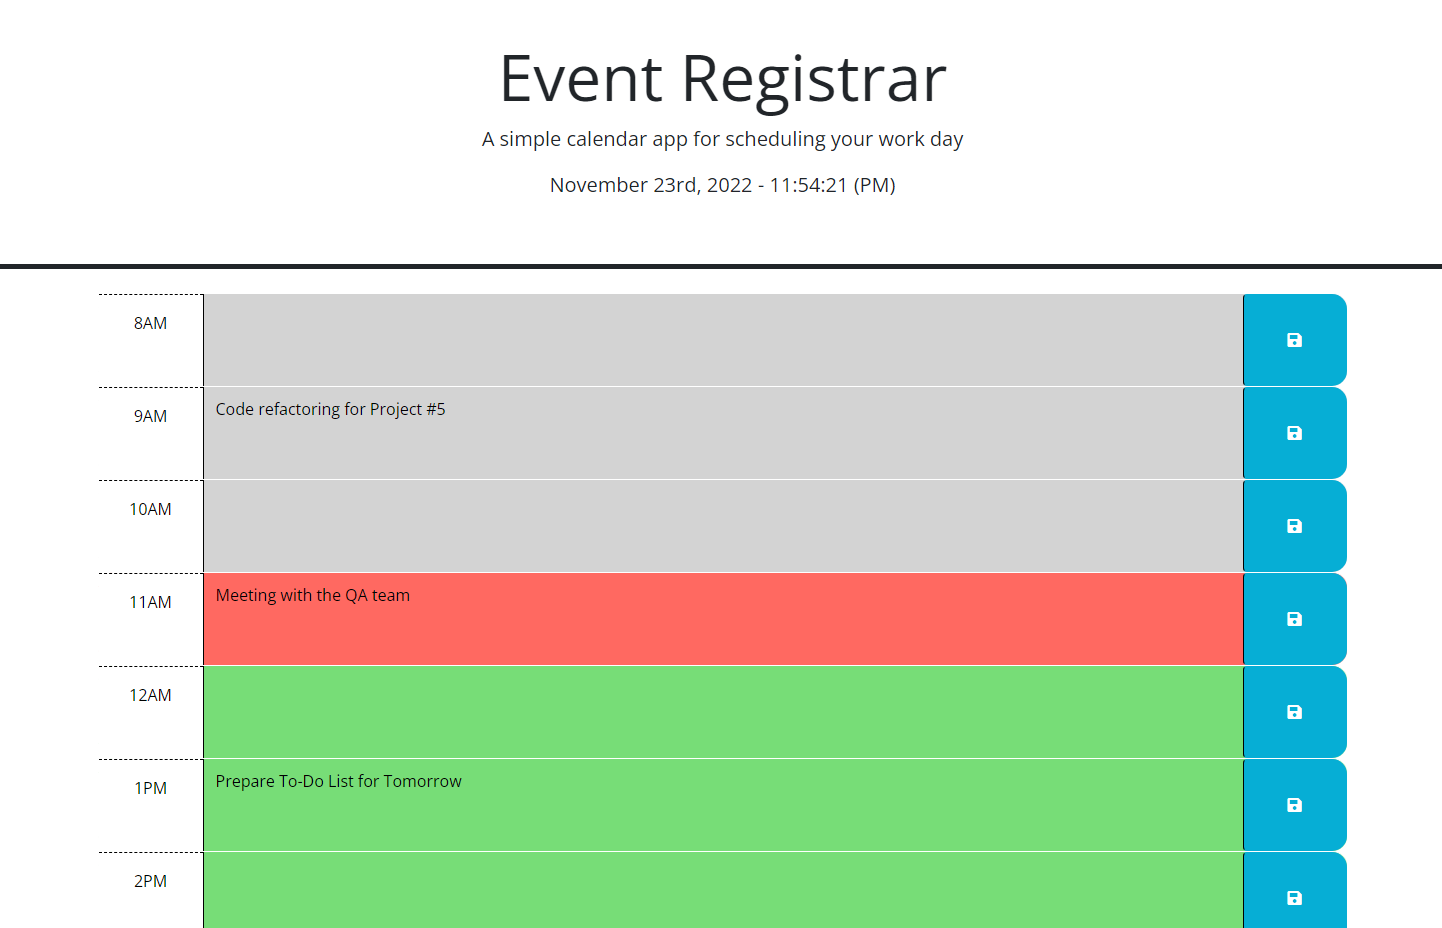 Event Registrar
A simple calendar app for scheduling your work day
November 23rd, 2022 - 11:54:21 (PM)
8AM
9AM
Code refactoring for Project #5
10AM
11AM
Meeting with the QA team
12AM
1PM
Prepare To-Do List for Tomorrow
2PM